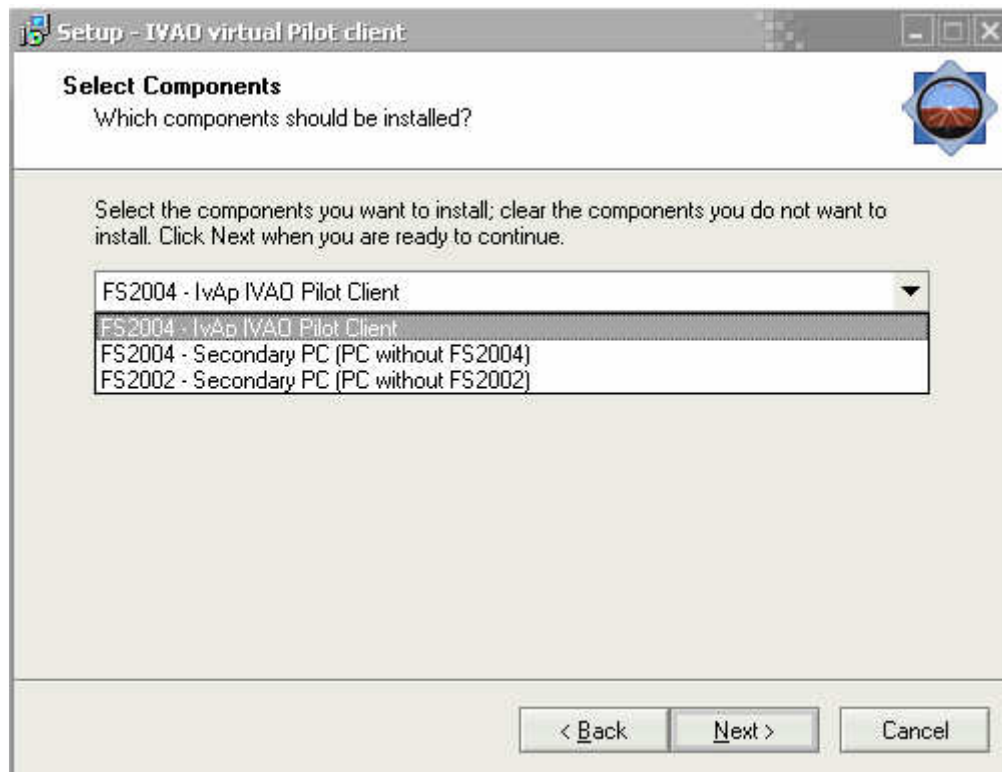 Setup - IVAO virtual Pilot client
Select Components
Which components should be installed?
Select the components you want to install; clear the components you do not want to
install. Click Next when you are ready to continue.
FS2004 - IvAp IVAO Pilot Client
FS2004 - IvAp IVAO Pilot Client
FS2004 - Secondary PC (PC without FS2004)
FS2002 - Secondary PC (PC without FS2002)
< Back Next > Cancel